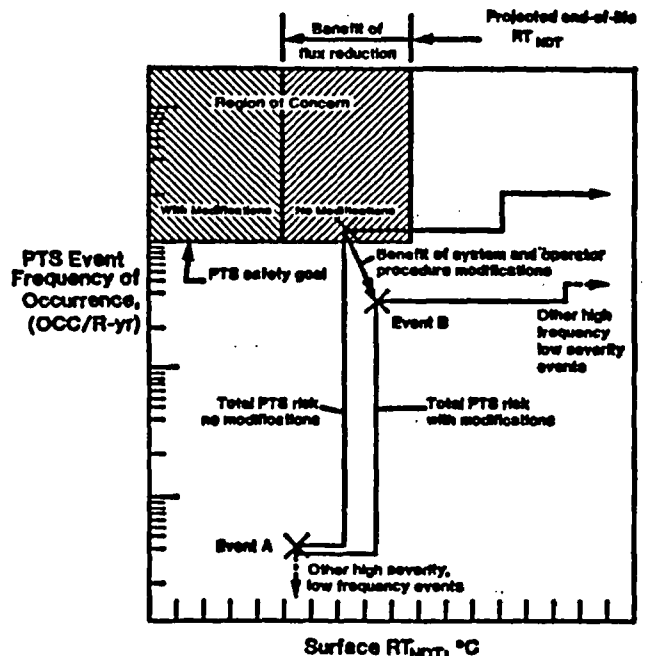 Benefit of
flux reduction
Projected end-of-life
RT NDT
Region of Concern
With Modifications
No Modifications
PTS safety goal
Benefit of system and operator
procedure modifications
PTS Event
Frequency of
Occurrence,
(OCC/R-yr)
Event B
Other high
frequency
low severity
events
Total PTS risk
no modifications
Total PTS risk
with modifications
Event A
Other high severity,
low frequency events
Surface RTNDT, °C